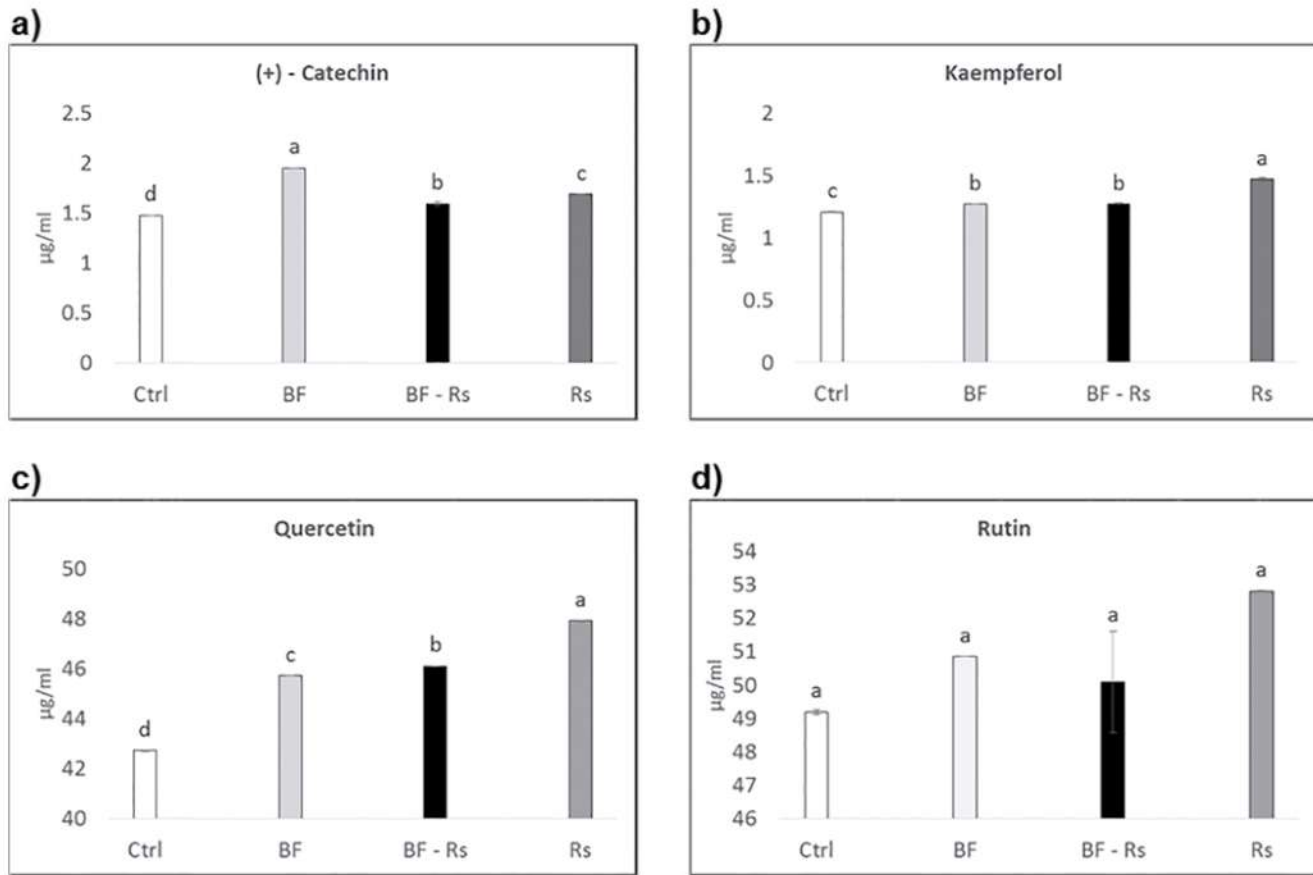 a)
(+) - Catechin
2.5
2
1.5
1
0.5
0
µg/ml
d
a
b
c
Ctrl BF BF - Rs Rs
b)
Kaempferol
2
1.5
1
0.5
0
µg/ml
c
b
b
a
Ctrl BF BF - Rs Rs
c)
Quercetin
50
48
46
44
42
40
µg/ml
d
c
b
a
Ctrl BF BF - Rs Rs
d)
Rutin
54
53
52
51
50
49
48
47
46
µg/ml
a
a
a
a
Ctrl BF BF - Rs Rs